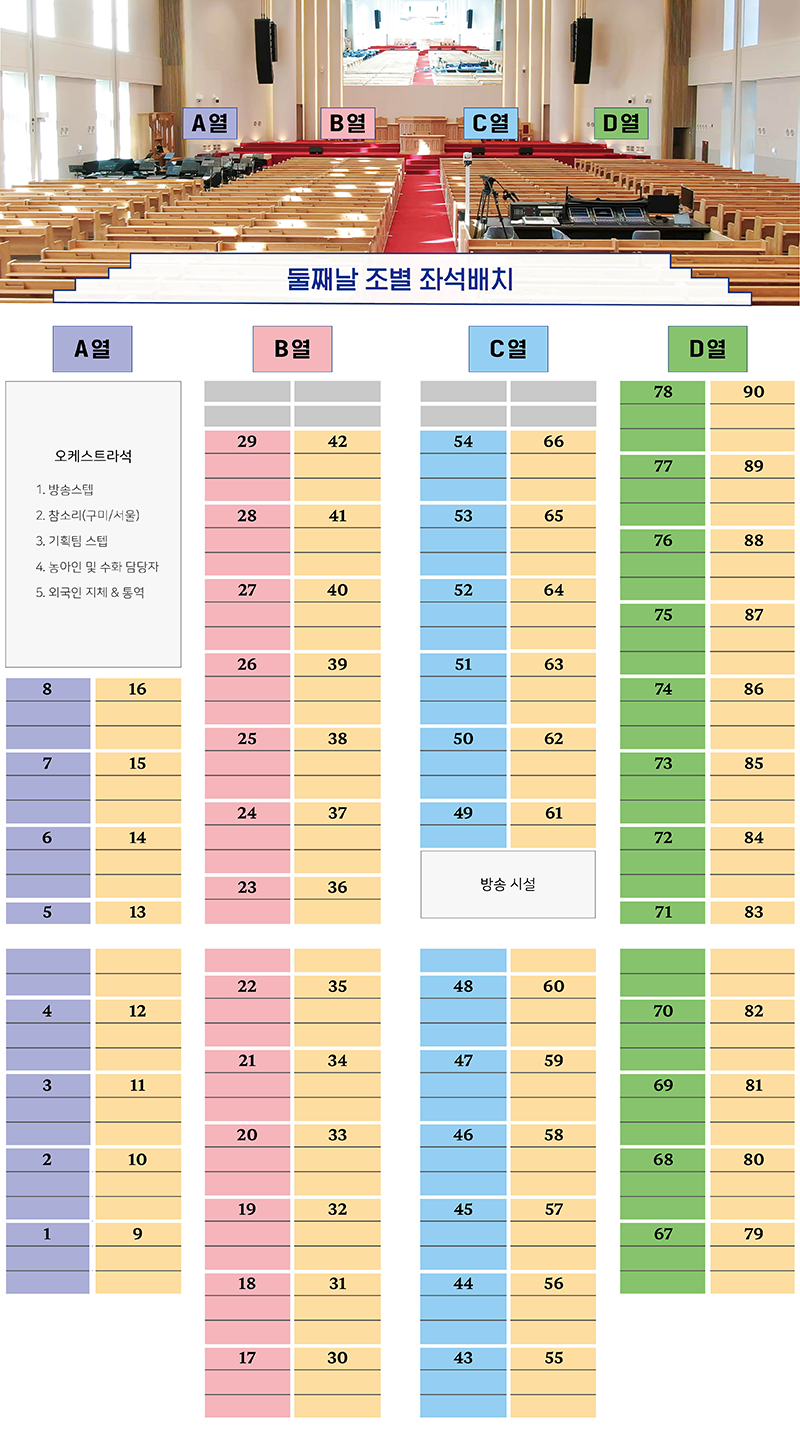 A열 B열 C열 D열
둘째날 조별 좌석배치
A열 B열 C열 D열
오케스트라석
1. 방송스텝
2. 참소리(구미/서울)
3. 기획팀 스텝
4. 농아인 및 수화 담당자
5. 외국인 지체 & 통역
78 90
29 42 54 66
77 89
28 41 53 65
76 88
27 40 52 64
75 87
26 39 51 63
8 16 74 86
25 38 50 62
7 15 73 85
24 37 49 61
6 14 72 84
방송 시설
23 36
5 13 71 83
22 35 48 60
4 12 70 82
21 34 47 59
3 11 69 81
20 33 46 58
2 10 68 80
19 32 45 57
1 9 67 79
18 31 44 56
17 30 43 55